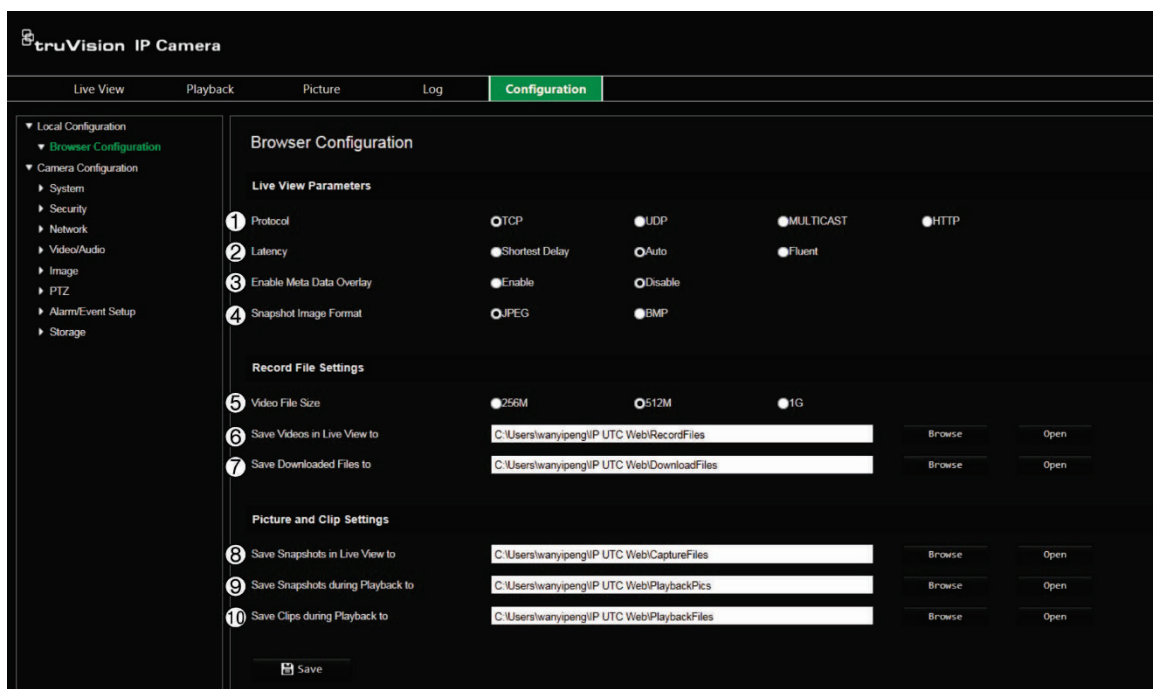 truVision IP Camera
Live View Playback Picture Log Configuration
Local Configuration
Browser Configuration
Camera Configuration
System
Security
Network
Video/Audio
Image
PTZ
Alarm/Event Setup
Storage
Browser Configuration
Live View Parameters
1 Protocol TCP UDP MULTICAST HTTP
2 Latency Shortest Delay Auto Fluent
3 Enable Meta Data Overlay Enable Disable
4 Snapshot Image Format JPEG BMP
Record File Settings
5 Video File Size 256M 512M 1G
6 Save Videos in Live View to C:\Users\wanyipeng\IP UTC Web\RecordFiles Browse Open
7 Save Downloaded Files to C:\Users\wanyipeng\IP UTC Web\DownloadFiles Browse Open
Picture and Clip Settings
8 Save Snapshots in Live View to C:\Users\wanyipeng\IP UTC Web\CaptureFiles Browse Open
9 Save Snapshots during Playback to C:\Users\wanyipeng\IP UTC Web\PlaybackPics Browse Open
10 Save Clips during Playback to C:\Users\wanyipeng\IP UTC Web\PlaybackFiles Browse Open
Save